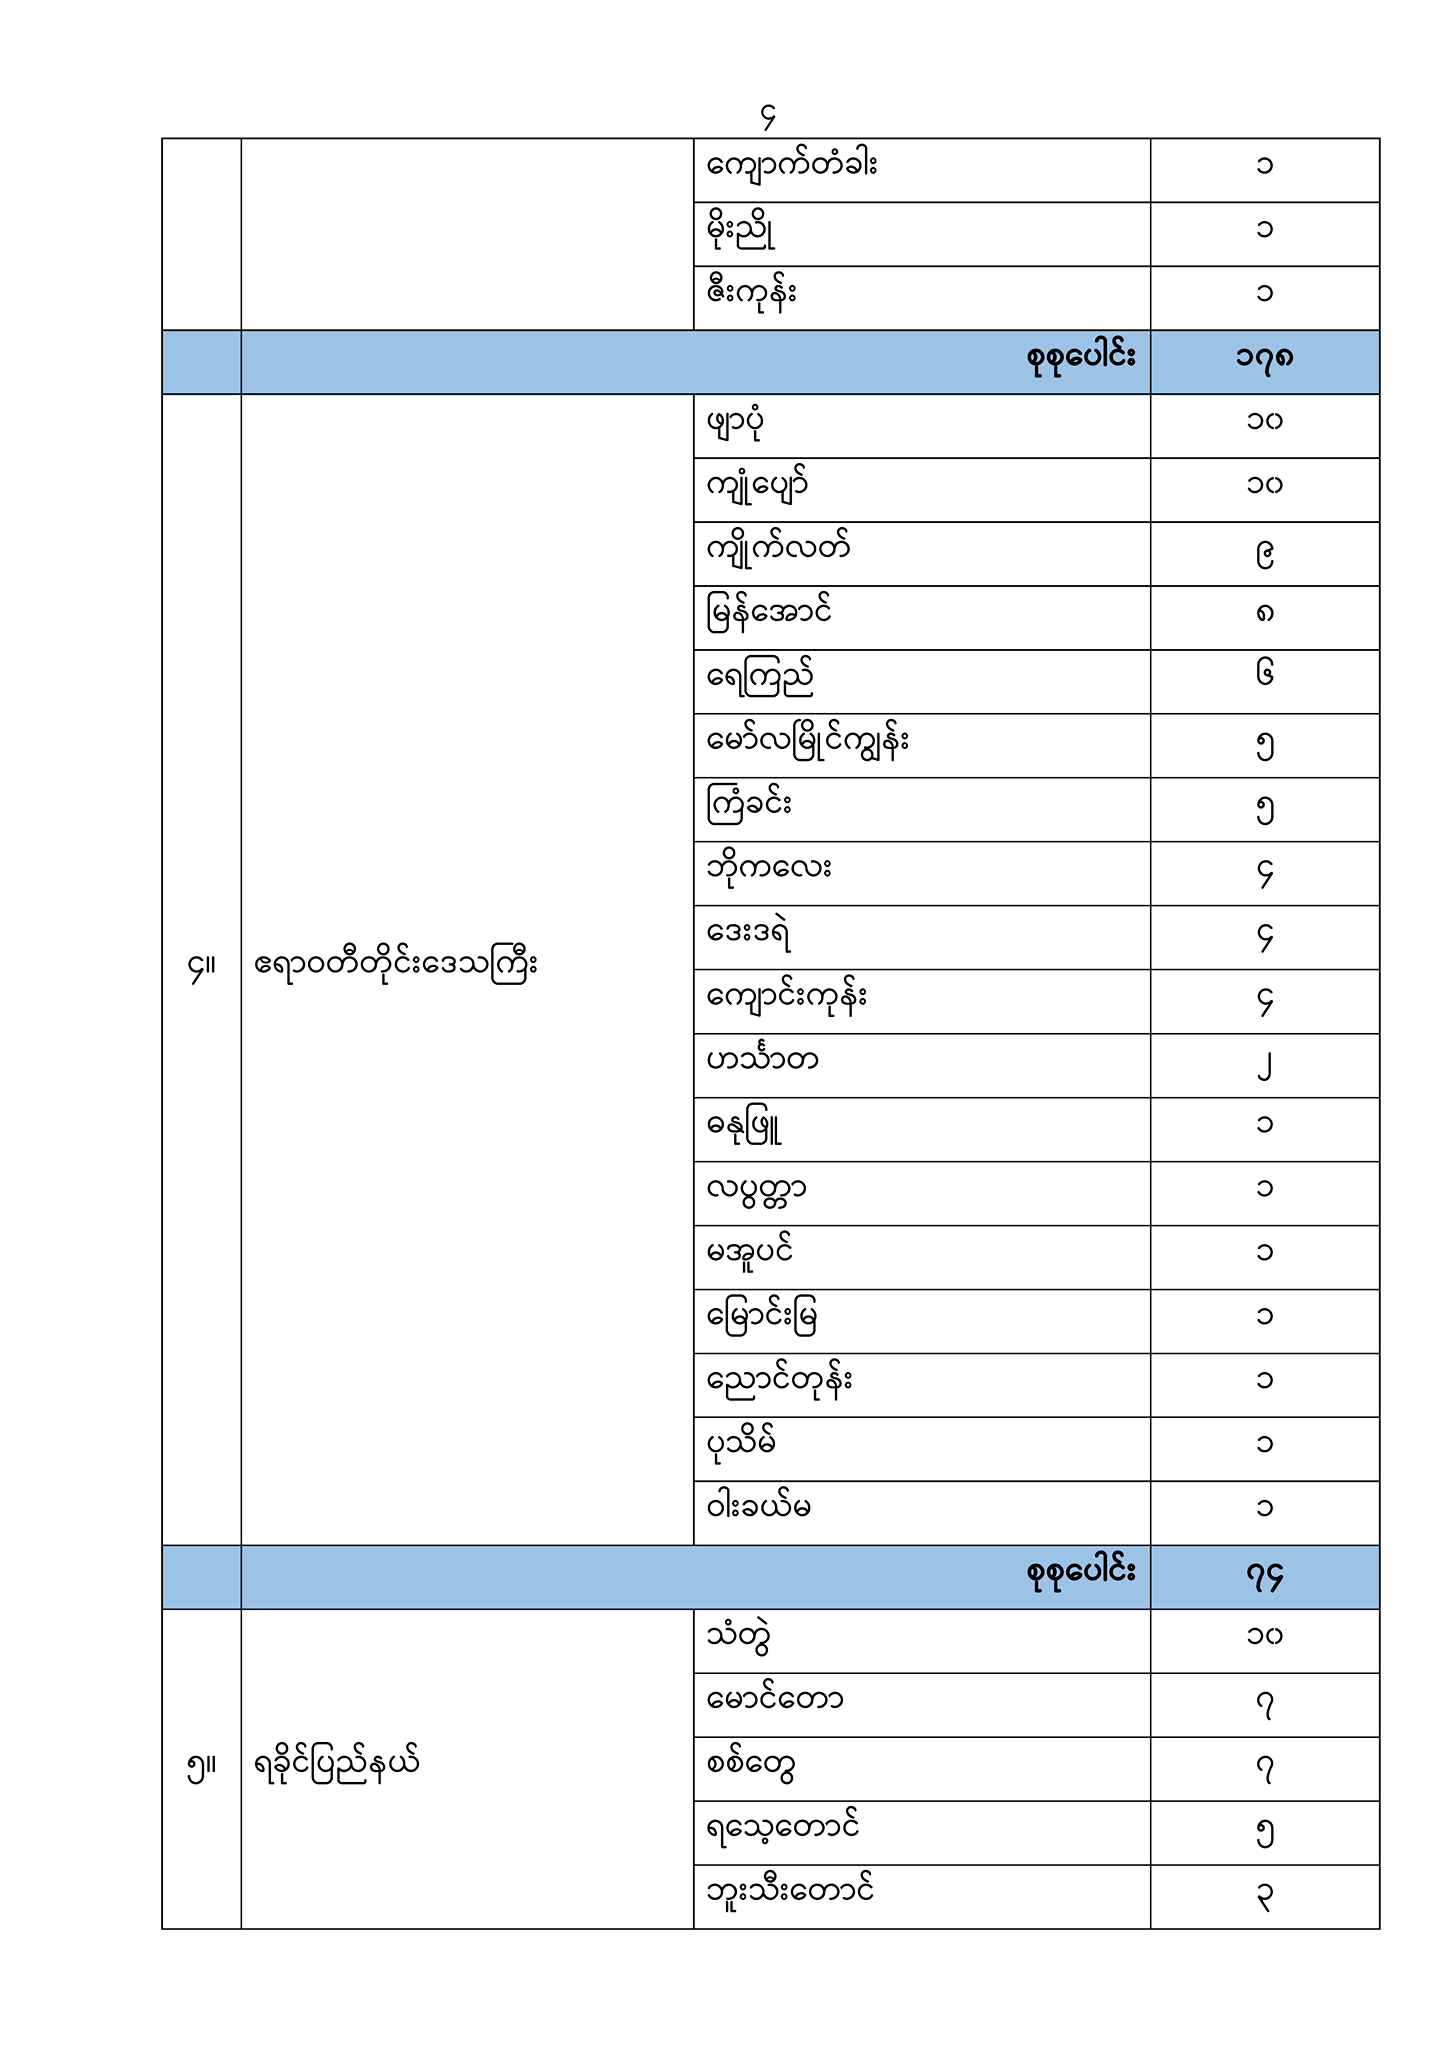 ၄
ကျောက်တံခါး ၁
မိုးညို ၁
ဇီးကုန်း ၁
စုစုပေါင်း ၁၇၈
ဖျာပုံ ၁၀
ကျုံပျော် ၁၀
ကျိုက်လတ် ၉
မြန်အောင် ၈
ရေကြည် ၆
မော်လမြိုင်ကျွန်း ၅
ကြံခင်း ၅
ဘိုကလေး ၄
ဒေးဒရဲ ၄
၄။ ဧရာဝတီတိုင်းဒေသကြီး
ကျောင်းကုန်း ၄
ဟင်္သာတ ၂
ဓနုဖြူ ၁
လပွတ္တာ ၁
မအူပင် ၁
မြောင်းမြ ၁
ညောင်တုန်း ၁
ပုသိမ် ၁
ဝါးခယ်မ ၁
စုစုပေါင်း ၇၄
သံတွဲ ၁၀
မောင်တော ၇
၅။ ရခိုင်ပြည်နယ် စစ်တွေ ၇
ရသေ့တောင် ၅
ဘူးသီးတောင် ၃